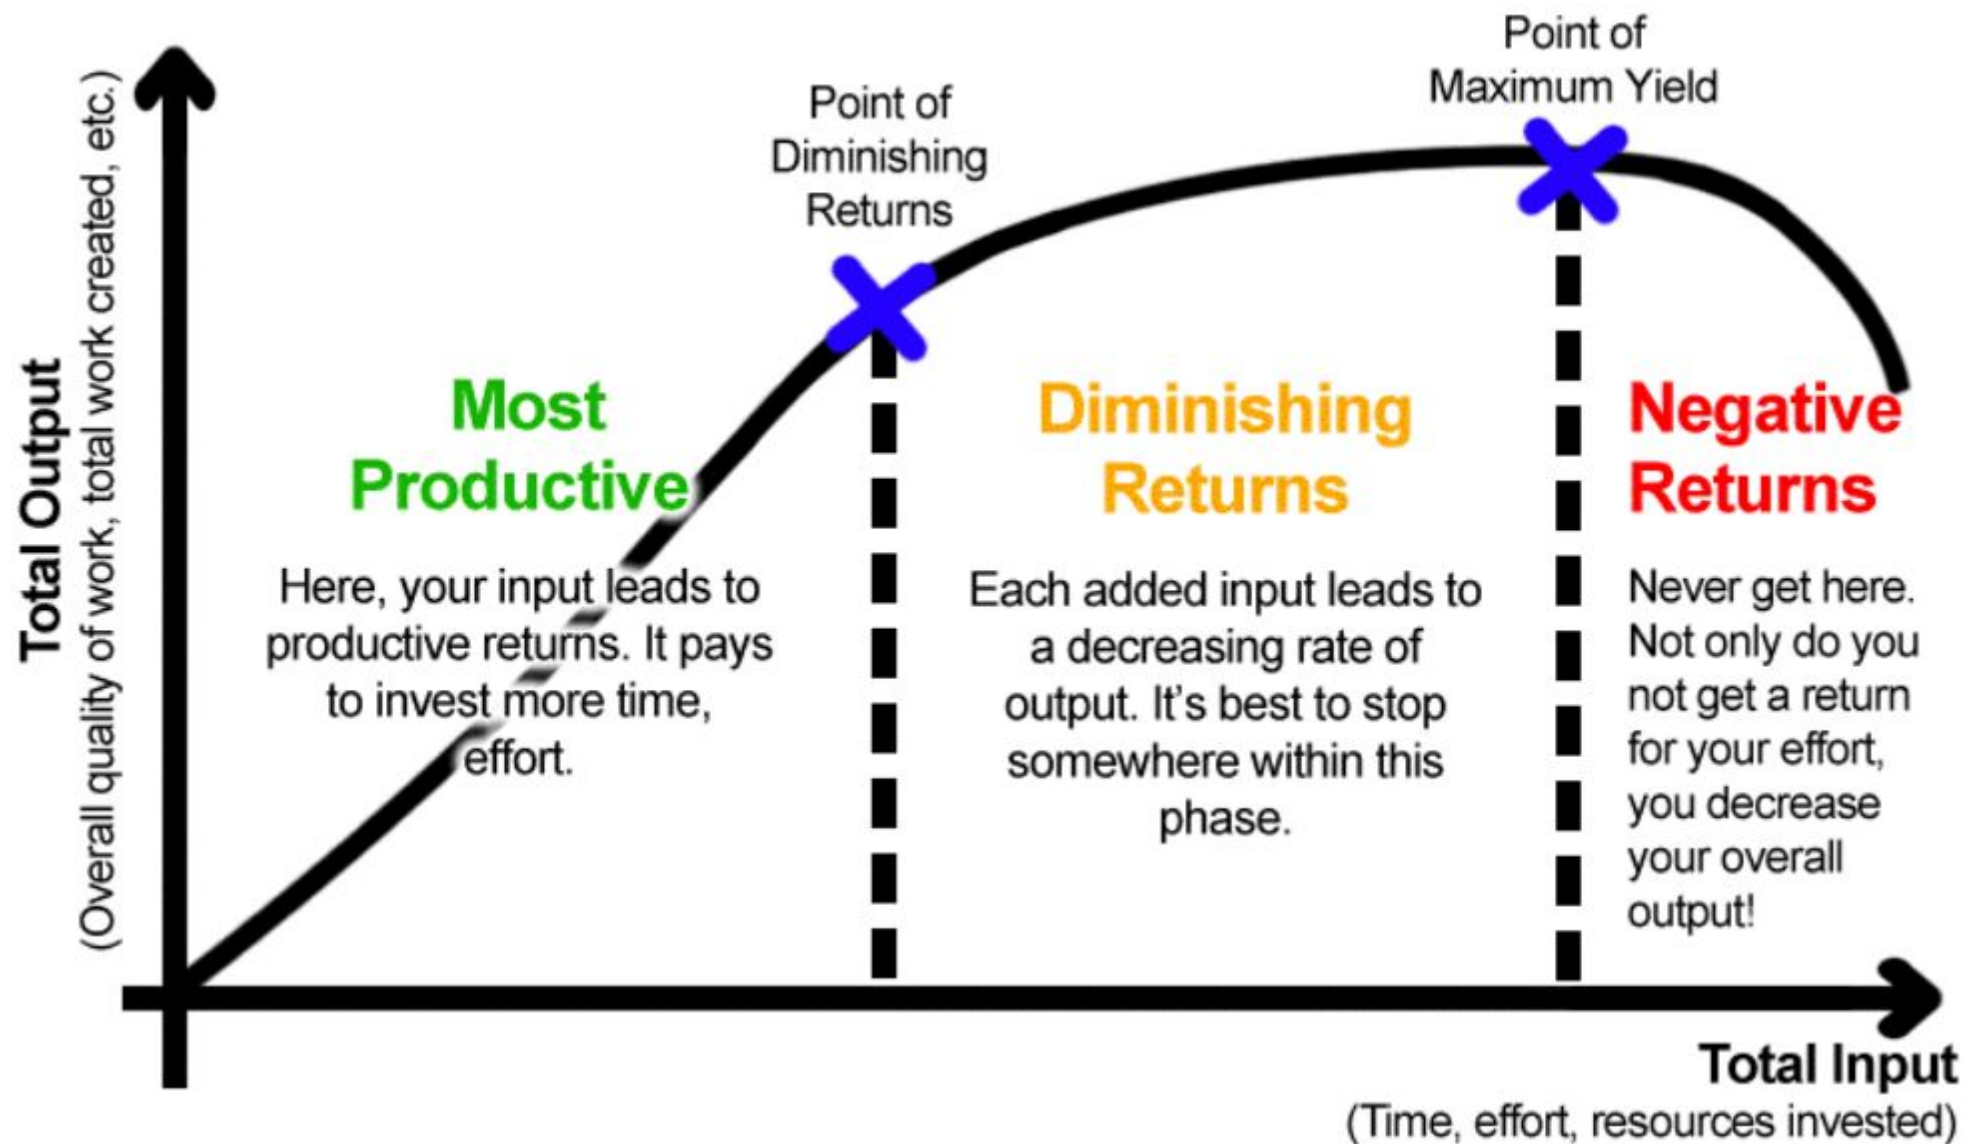 Point of
Maximum Yield
Point of
Diminishing
Returns
Total Output
(Overall quality of work, total work created, etc.)
Most
Productive
Here, your input leads to
productive returns. It pays
to invest more time,
effort.
Diminishing
Returns
Each added input leads to
a decreasing rate of
output. It's best to stop
somewhere within this
phase.
Negative
Returns
Never get here.
Not only do you
not get a return
for your effort,
you decrease
your overall
output!
Total Input
(Time, effort, resources invested)